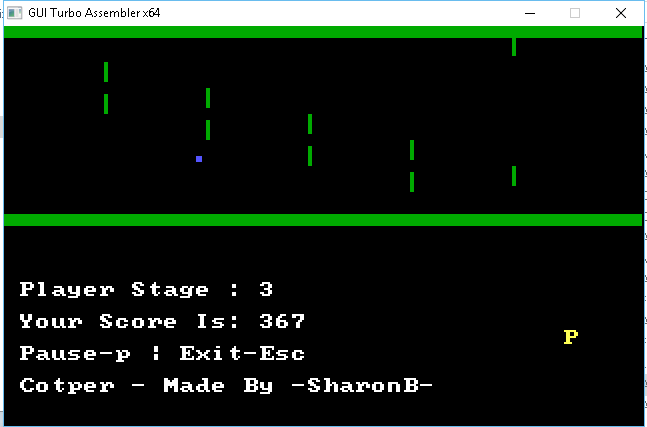 GUI Turbo Assembler x64
Player Stage : 3
Your Score Is: 367
P
Pause-p | Exit-Esc
Cotper - Made By -SharonB-